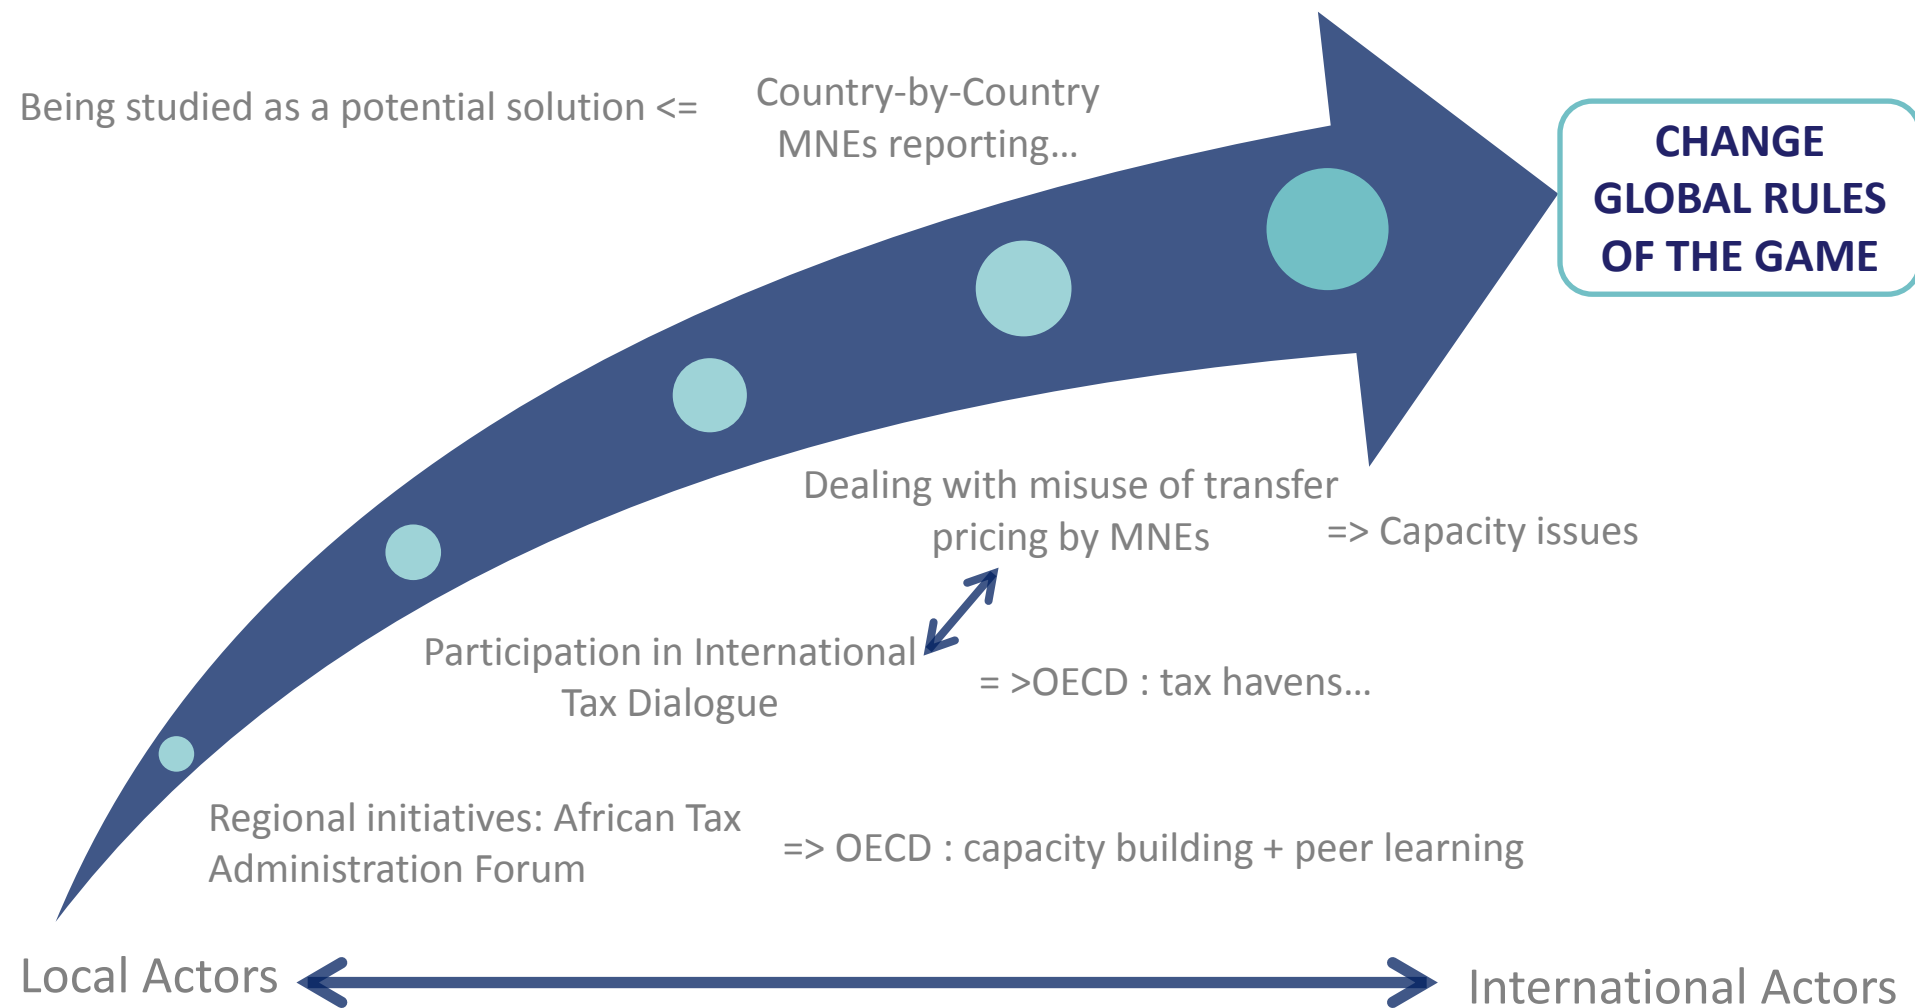 Being studied as a potential solution <=
Country-by-Country
MNEs reporting...
CHANGE
GLOBAL RULES
OF THE GAME
Dealing with misuse of transfer
pricing by MNEs
=> Capacity issues
Participation in International
Tax Dialogue
= >OECD : tax havens...
Regional initiatives: African Tax
Administration Forum
=> OECD : capacity building + peer learning
Local Actors
International Actors